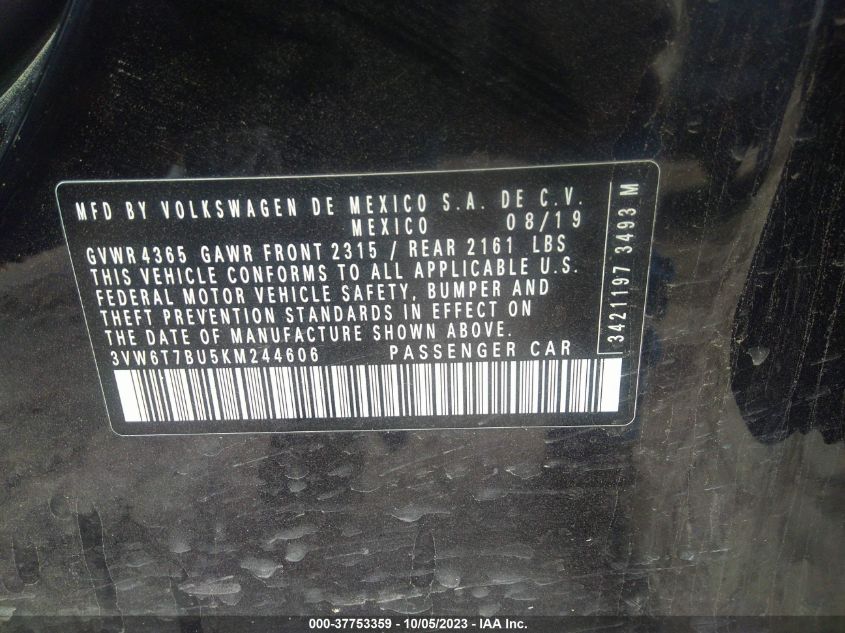 MFD BY VOLKSWAGEN DE MEXICO S.A. DE C.V.
MEXICO 08/19
GVWR 4365 GAWR FRONT 2315 / REAR 2161 LBS
THIS VEHICLE CONFORMS TO ALL APPLICABLE U.S.
FEDERAL MOTOR VEHICLE SAFETY, BUMPER AND
THEFT PREVENTION STANDARDS IN EFFECT ON
THE DATE OF MANUFACTURE SHOWN ABOVE.
3VW6T7BU5KM244606 PASSENGER CAR
3421197 3493 M
000-37753359 - 10/05/2023 - IAA Inc.